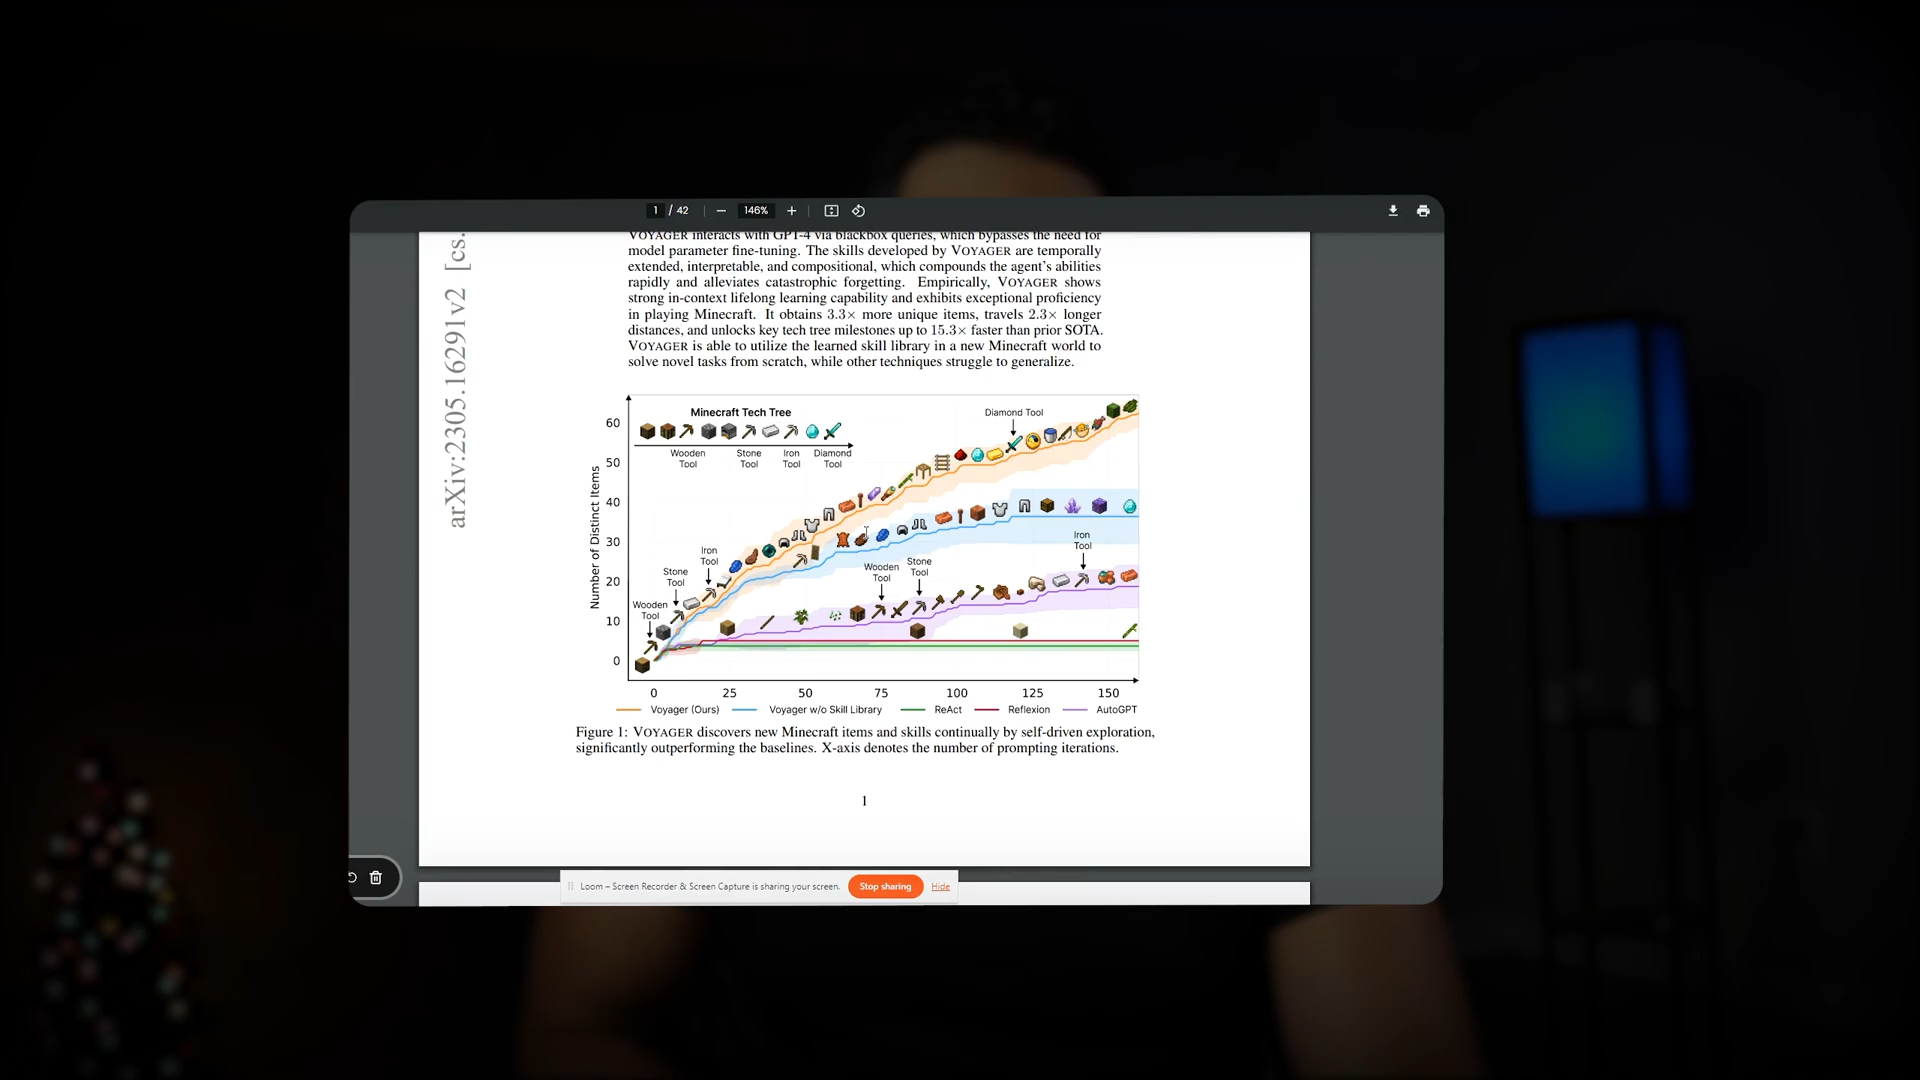 1 / 42
146%
VOYAGER interacts with GPT-4 via blackbox queries, which bypasses the need for
model parameter fine-tuning. The skills developed by VOYAGER are temporally
extended, interpretable, and compositional, which compounds the agent's abilities
rapidly and alleviates catastrophic forgetting. Empirically, VOYAGER shows
strong in-context lifelong learning capability and exhibits exceptional proficiency
in playing Minecraft. It obtains 3.3× more unique items, travels 2.3× longer
distances, and unlocks key tech tree milestones up to 15.3× faster than prior SOTA.
VOYAGER is able to utilize the learned skill library in a new Minecraft world to
solve novel tasks from scratch, while other techniques struggle to generalize.
arXiv:2305.16291v2 [cs.
Minecraft Tech Tree
Wooden Tool
Stone Tool
Iron Tool
Diamond Tool
Diamond Tool
Number of Distinct Items
60
50
40
30
20
10
0
Wooden Tool
Stone Tool
Iron Tool
Wooden Tool
Stone Tool
Iron Tool
0 25 50 75 100 125 150
Voyager (Ours) Voyager w/o Skill Library ReAct Reflexion AutoGPT
Figure 1: VOYAGER discovers new Minecraft items and skills continually by self-driven exploration,
significantly outperforming the baselines. X-axis denotes the number of prompting iterations.
1
Loom – Screen Recorder & Screen Capture is sharing your screen. Stop sharing Hide